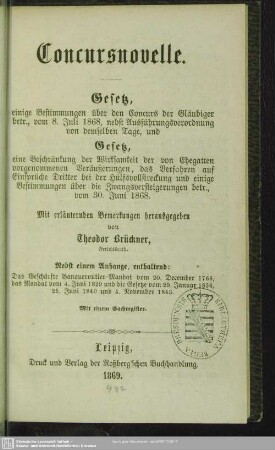 Concursnovelle.
Gesetz,
einige Bestimmungen über den Concurs der Gläubiger
betr., vom 8. Juli 1868, nebst Ausführungsverordnung
von demselben Tage, und
Gesetz,
eine Beschränkung der Wirksamkeit der von Ehegatten
vorgenommenen Veräußerungen, das Verfahren auf
Einsprüche Dritter bei der Hülfsvollstreckung und einige
Bestimmungen über die Zwangsversteigerungen betr.,
vom 30. Juni 1868.
Mit erläuternden Bemerkungen herausgegeben
von
Theodor Brückner,
Nebst einem Anhange, enthaltend:
Das Geschärfte Banqueroutier-Mandat vom 20. December 1766,
das Mandat vom 4. Juni 1829 und die Gesetze vom 25. Januar 1836,
25. Juni 1840 und 4. November 1843.
Mit einem Sachregister.
Leipzig,
Druck und Verlag der Roßberg'schen Buchhandlung.
1869.